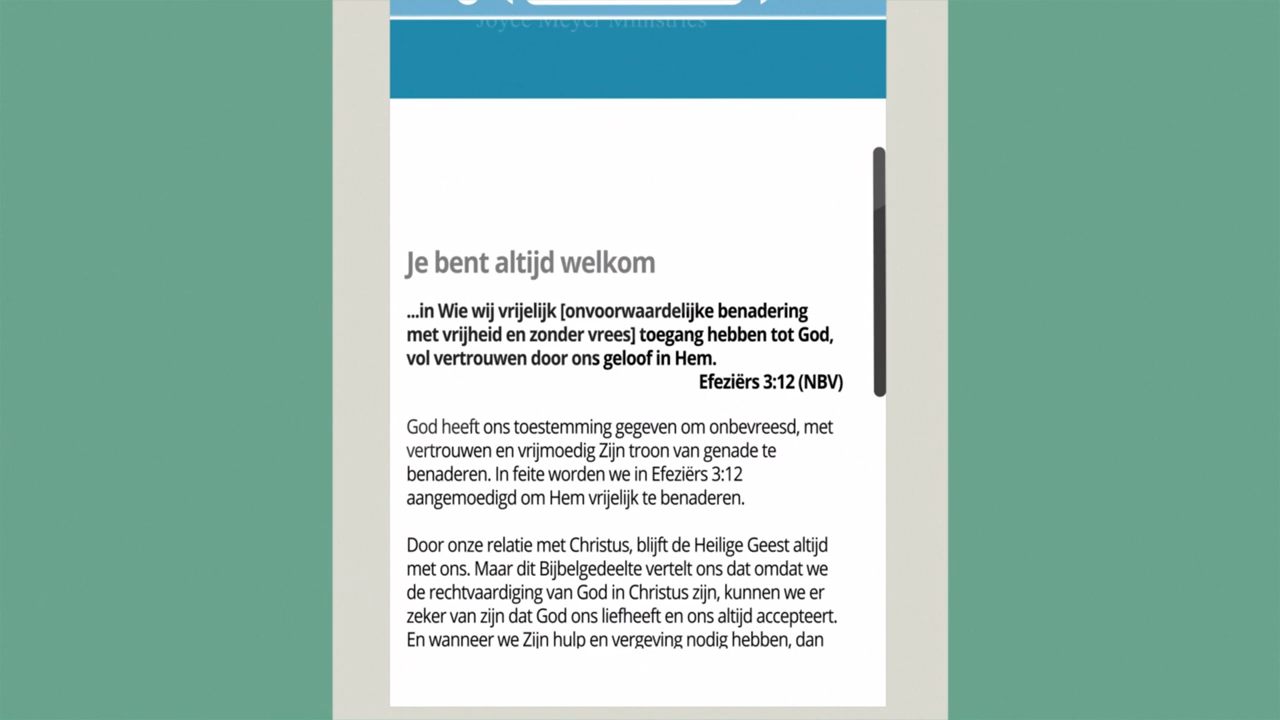 Joyce Meyer Ministries
Je bent altijd welkom
...in Wie wij vrijelijk [onvoorwaardelijke benadering
met vrijheid en zonder vrees] toegang hebben tot God,
vol vertrouwen door ons geloof in Hem.
Efeziërs 3:12 (NBV)
God heeft ons toestemming gegeven om onbevreesd, met
vertrouwen en vrijmoedig Zijn troon van genade te
benaderen. In feite worden we in Efeziërs 3:12
aangemoedigd om Hem vrijelijk te benaderen.
Door onze relatie met Christus, blijft de Heilige Geest altijd
met ons. Maar dit Bijbelgedeelte vertelt ons dat omdat we
de rechtvaardiging van God in Christus zijn, kunnen we er
zeker van zijn dat God ons liefheeft en ons altijd accepteert.
En wanneer we Zijn hulp en vergeving nodig hebben, dan